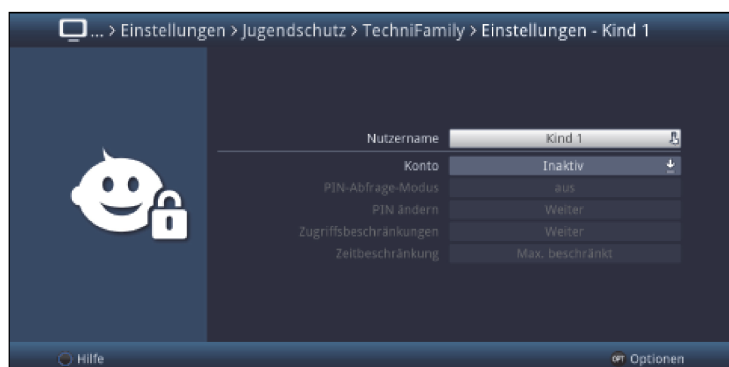 ... > Einstellungen > Jugendschutz > TechniFamily > Einstellungen - Kind 1
Nutzername Kind 1
Konto Inaktiv
PIN-Abfrage-Modus aus
PIN ändern Weiter
Zugriffsbeschränkungen Weiter
Zeitbeschränkung Max. beschränkt
Hilfe OPT Optionen